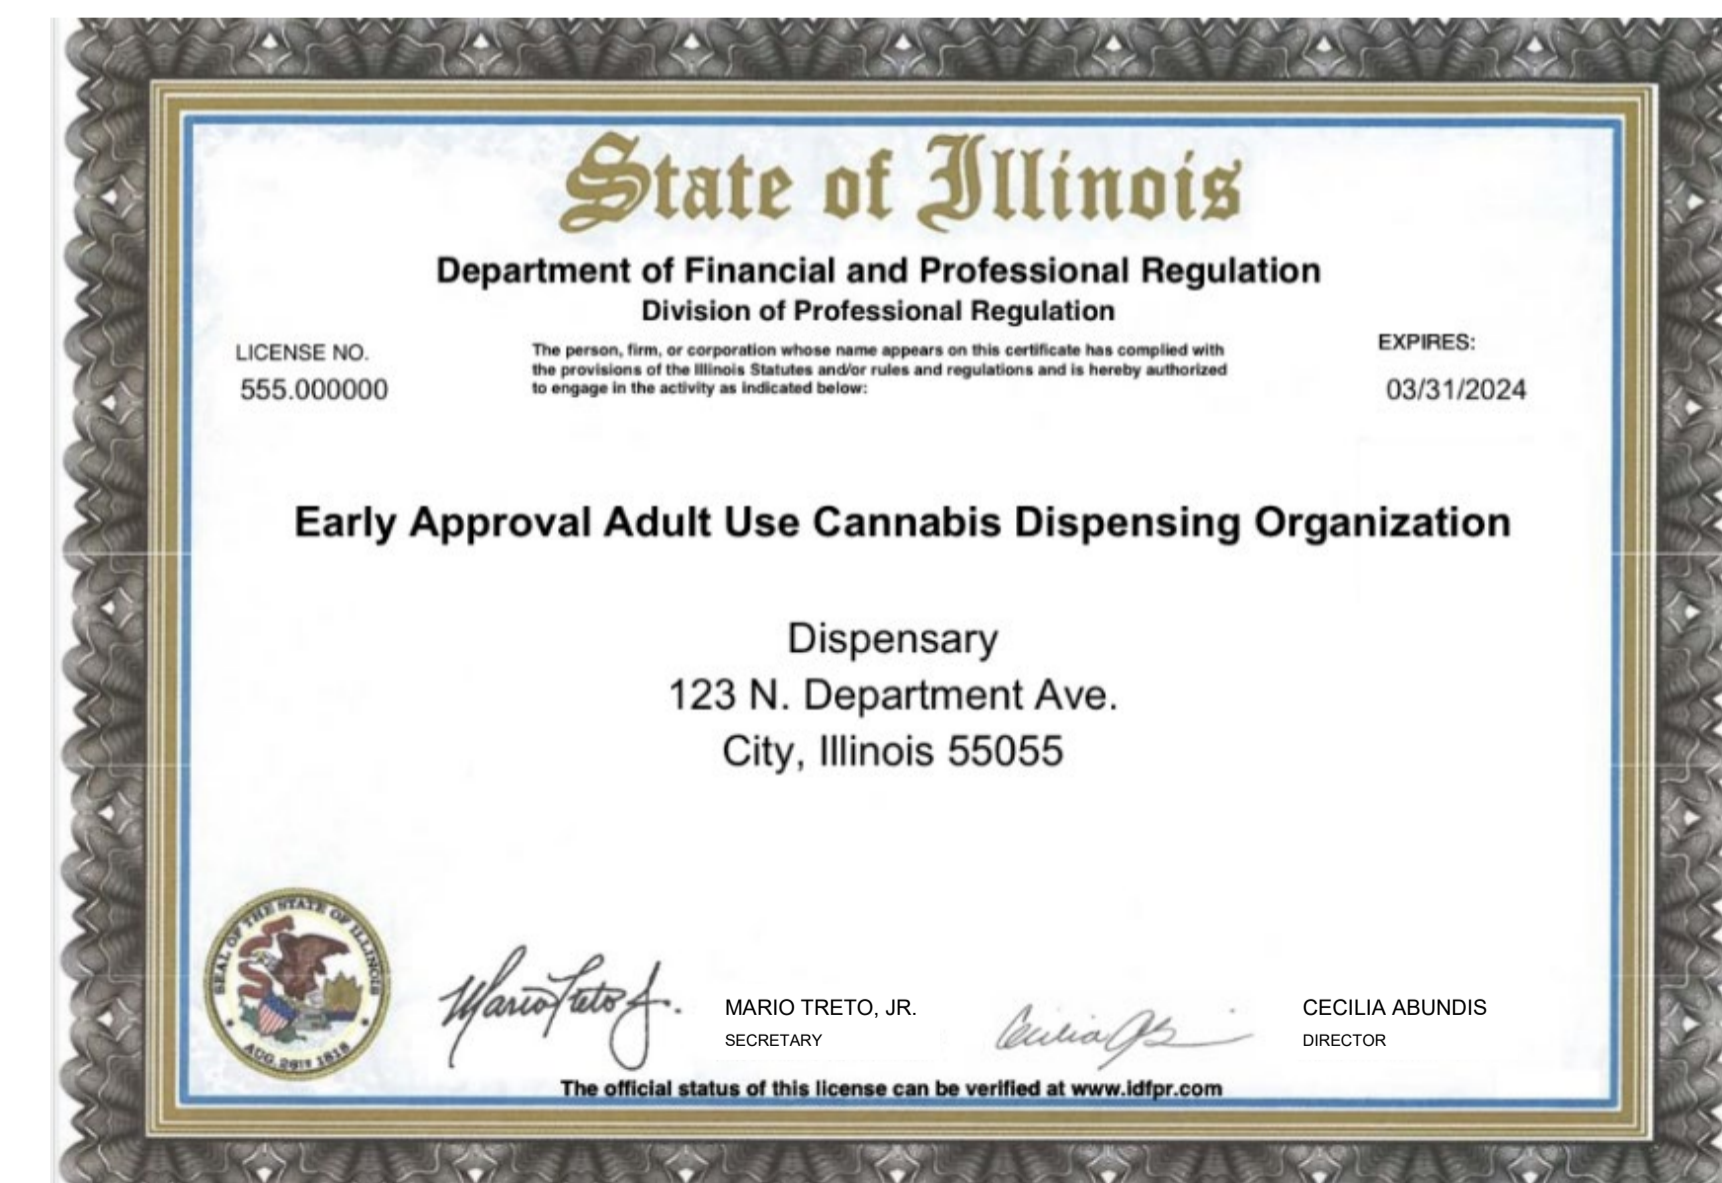 State of Illinois
Department of Financial and Professional Regulation
Division of Professional Regulation
LICENSE NO.
555.000000
The person, firm, or corporation whose name appears on this certificate has complied with
the provisions of the Illinois Statutes and/or rules and regulations and is hereby authorized
to engage in the activity as indicated below:
EXPIRES:
03/31/2024
Early Approval Adult Use Cannabis Dispensing Organization
Dispensary
123 N. Department Ave.
City, Illinois 55055
SEAL OF THE STATE OF ILLINOIS
AUG. 26TH 1818
Mario Treto Jr.
MARIO TRETO, JR.
SECRETARY
CECILIA ABUNDIS
DIRECTOR
The official status of this license can be verified at www.idfpr.com